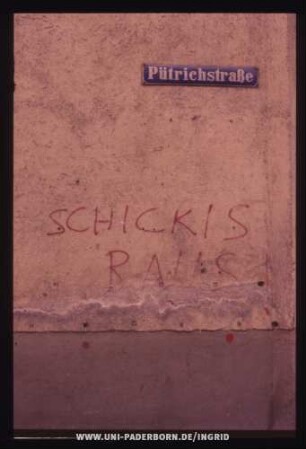 Pütrichstraße
SCHICKIS
RAUS
WWW.UNI-PADERBORN.DE/INGRID